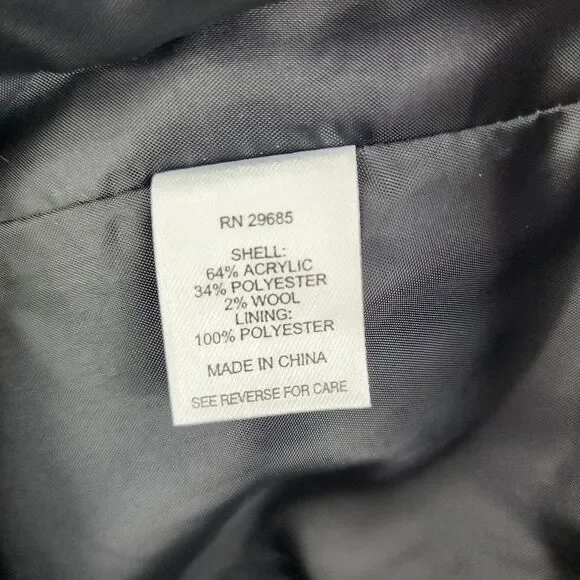 RN 29685
SHELL:
64% ACRYLIC
34% POLYESTER
2% WOOL
LINING:
100% POLYESTER
MADE IN CHINA
SEE REVERSE FOR CARE